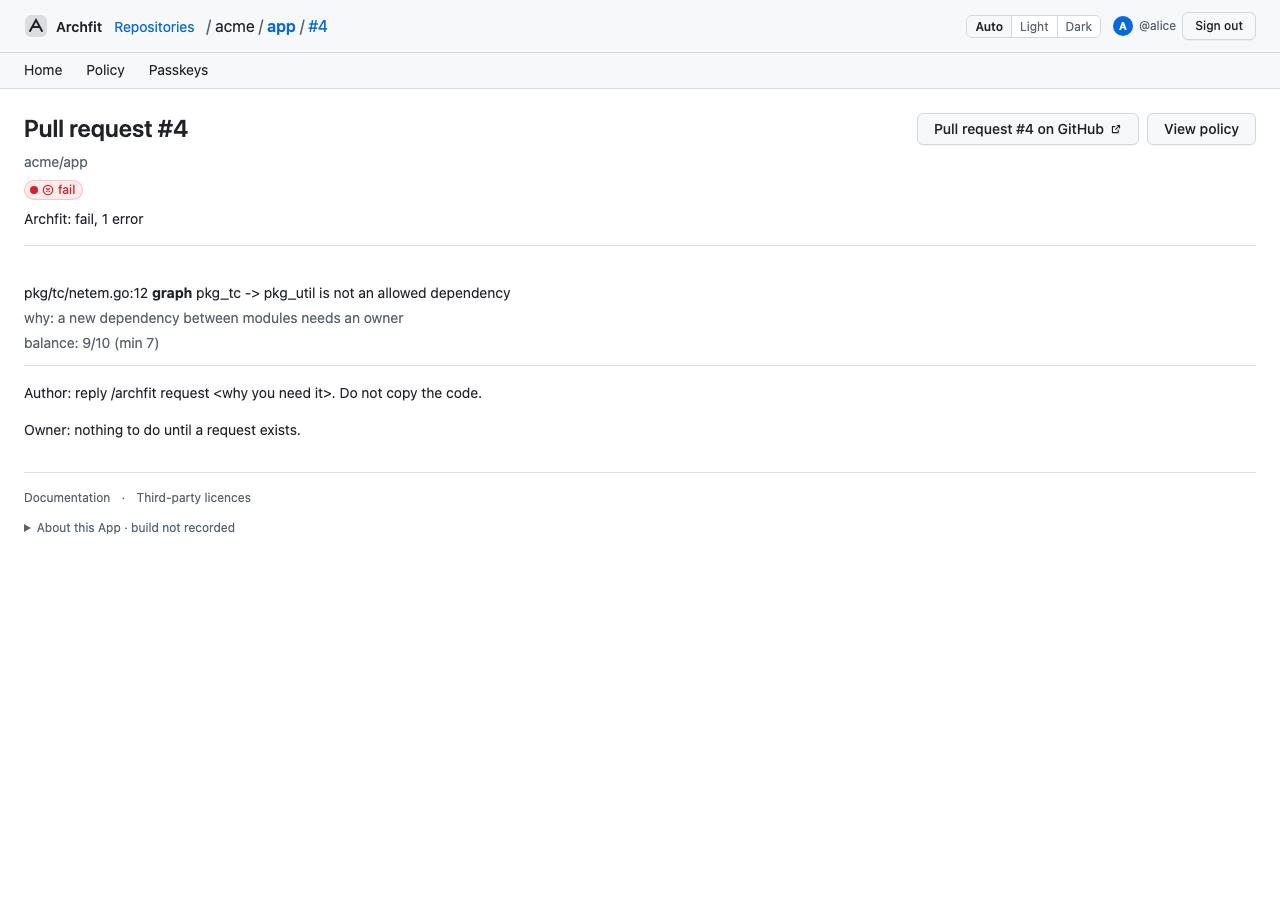 Archfit Repositories / acme / app / #4 Auto Light Dark A @alice Sign out
Home Policy Passkeys
Pull request #4 Pull request #4 on GitHub View policy
acme/app
fail
Archfit: fail, 1 error
pkg/tc/netem.go:12 graph pkg_tc -> pkg_util is not an allowed dependency
why: a new dependency between modules needs an owner
balance: 9/10 (min 7)
Author: reply /archfit request <why you need it>. Do not copy the code.
Owner: nothing to do until a request exists.
Documentation · Third-party licences
About this App · build not recorded